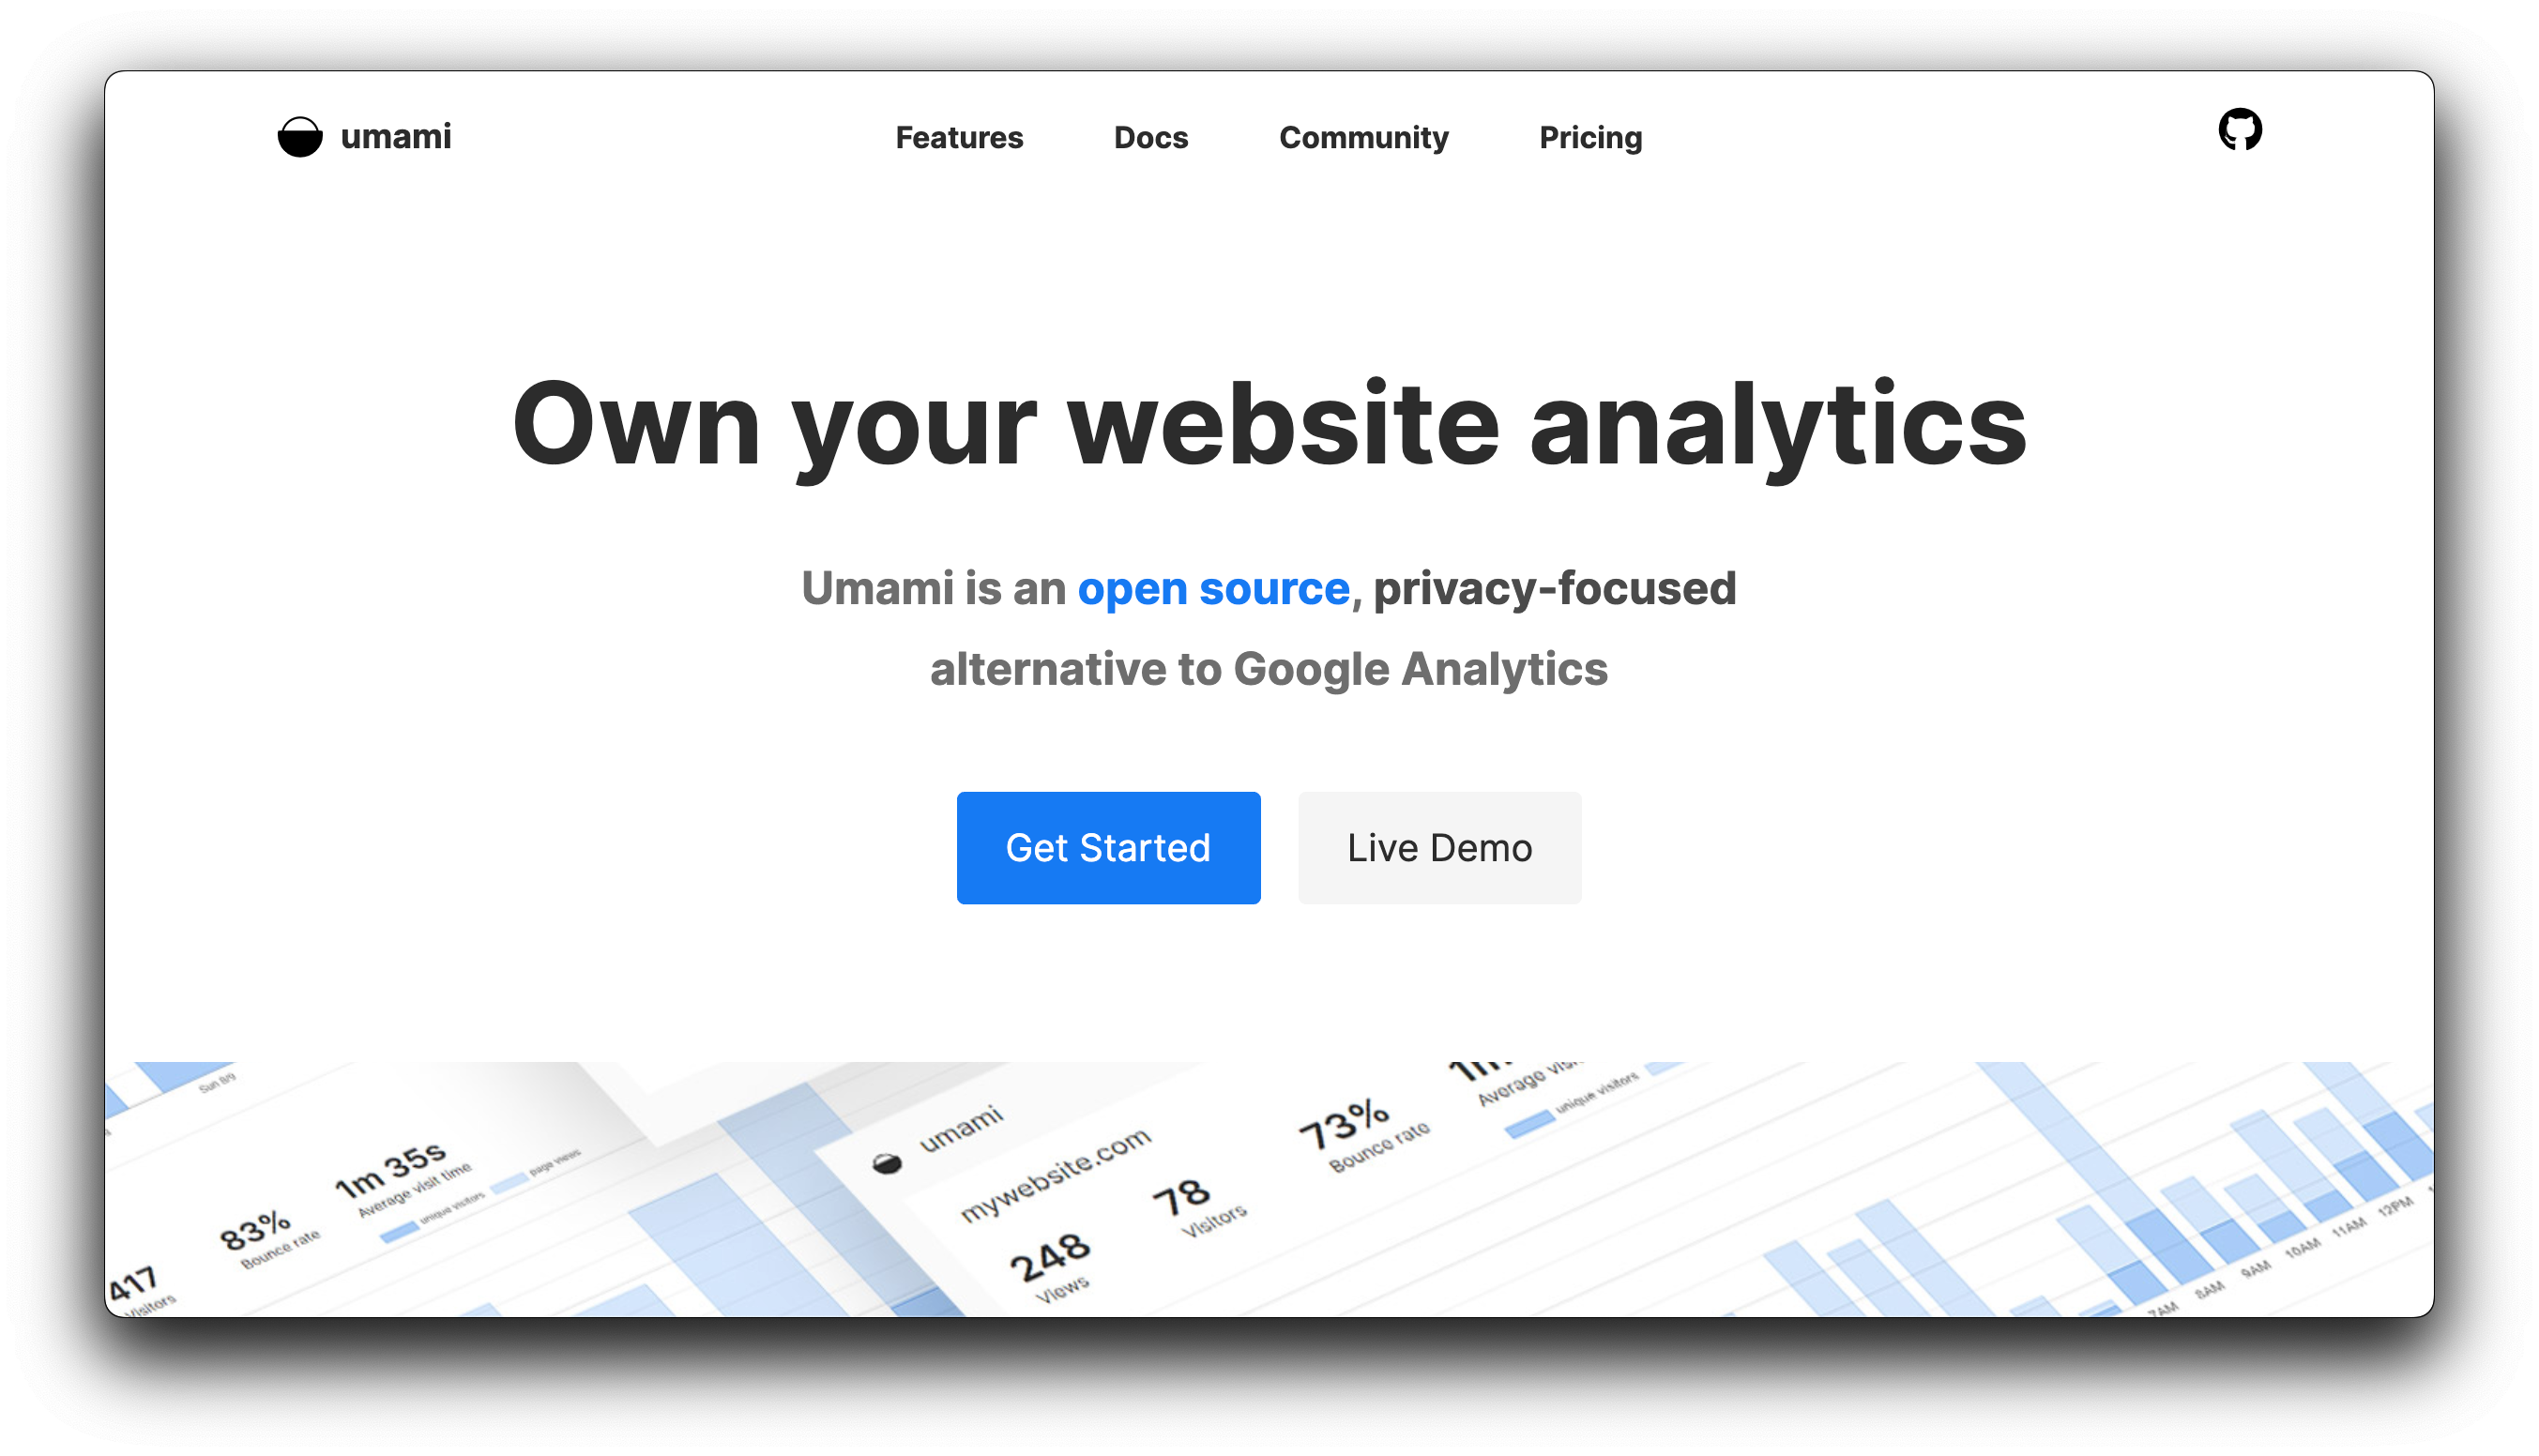 umami
Features Docs Community Pricing
Own your website analytics
Umami is an open source, privacy-focused
alternative to Google Analytics
Get Started Live Demo
Sun 8/9
417
Visitors
83%
Bounce rate
1m 35s
Average visit time
unique visitors page views
umami
mywebsite.com
248
Views
78
Visitors
73%
Bounce rate
Average
unique visitors
7AM 8AM 9AM 10AM 11AM 12PM